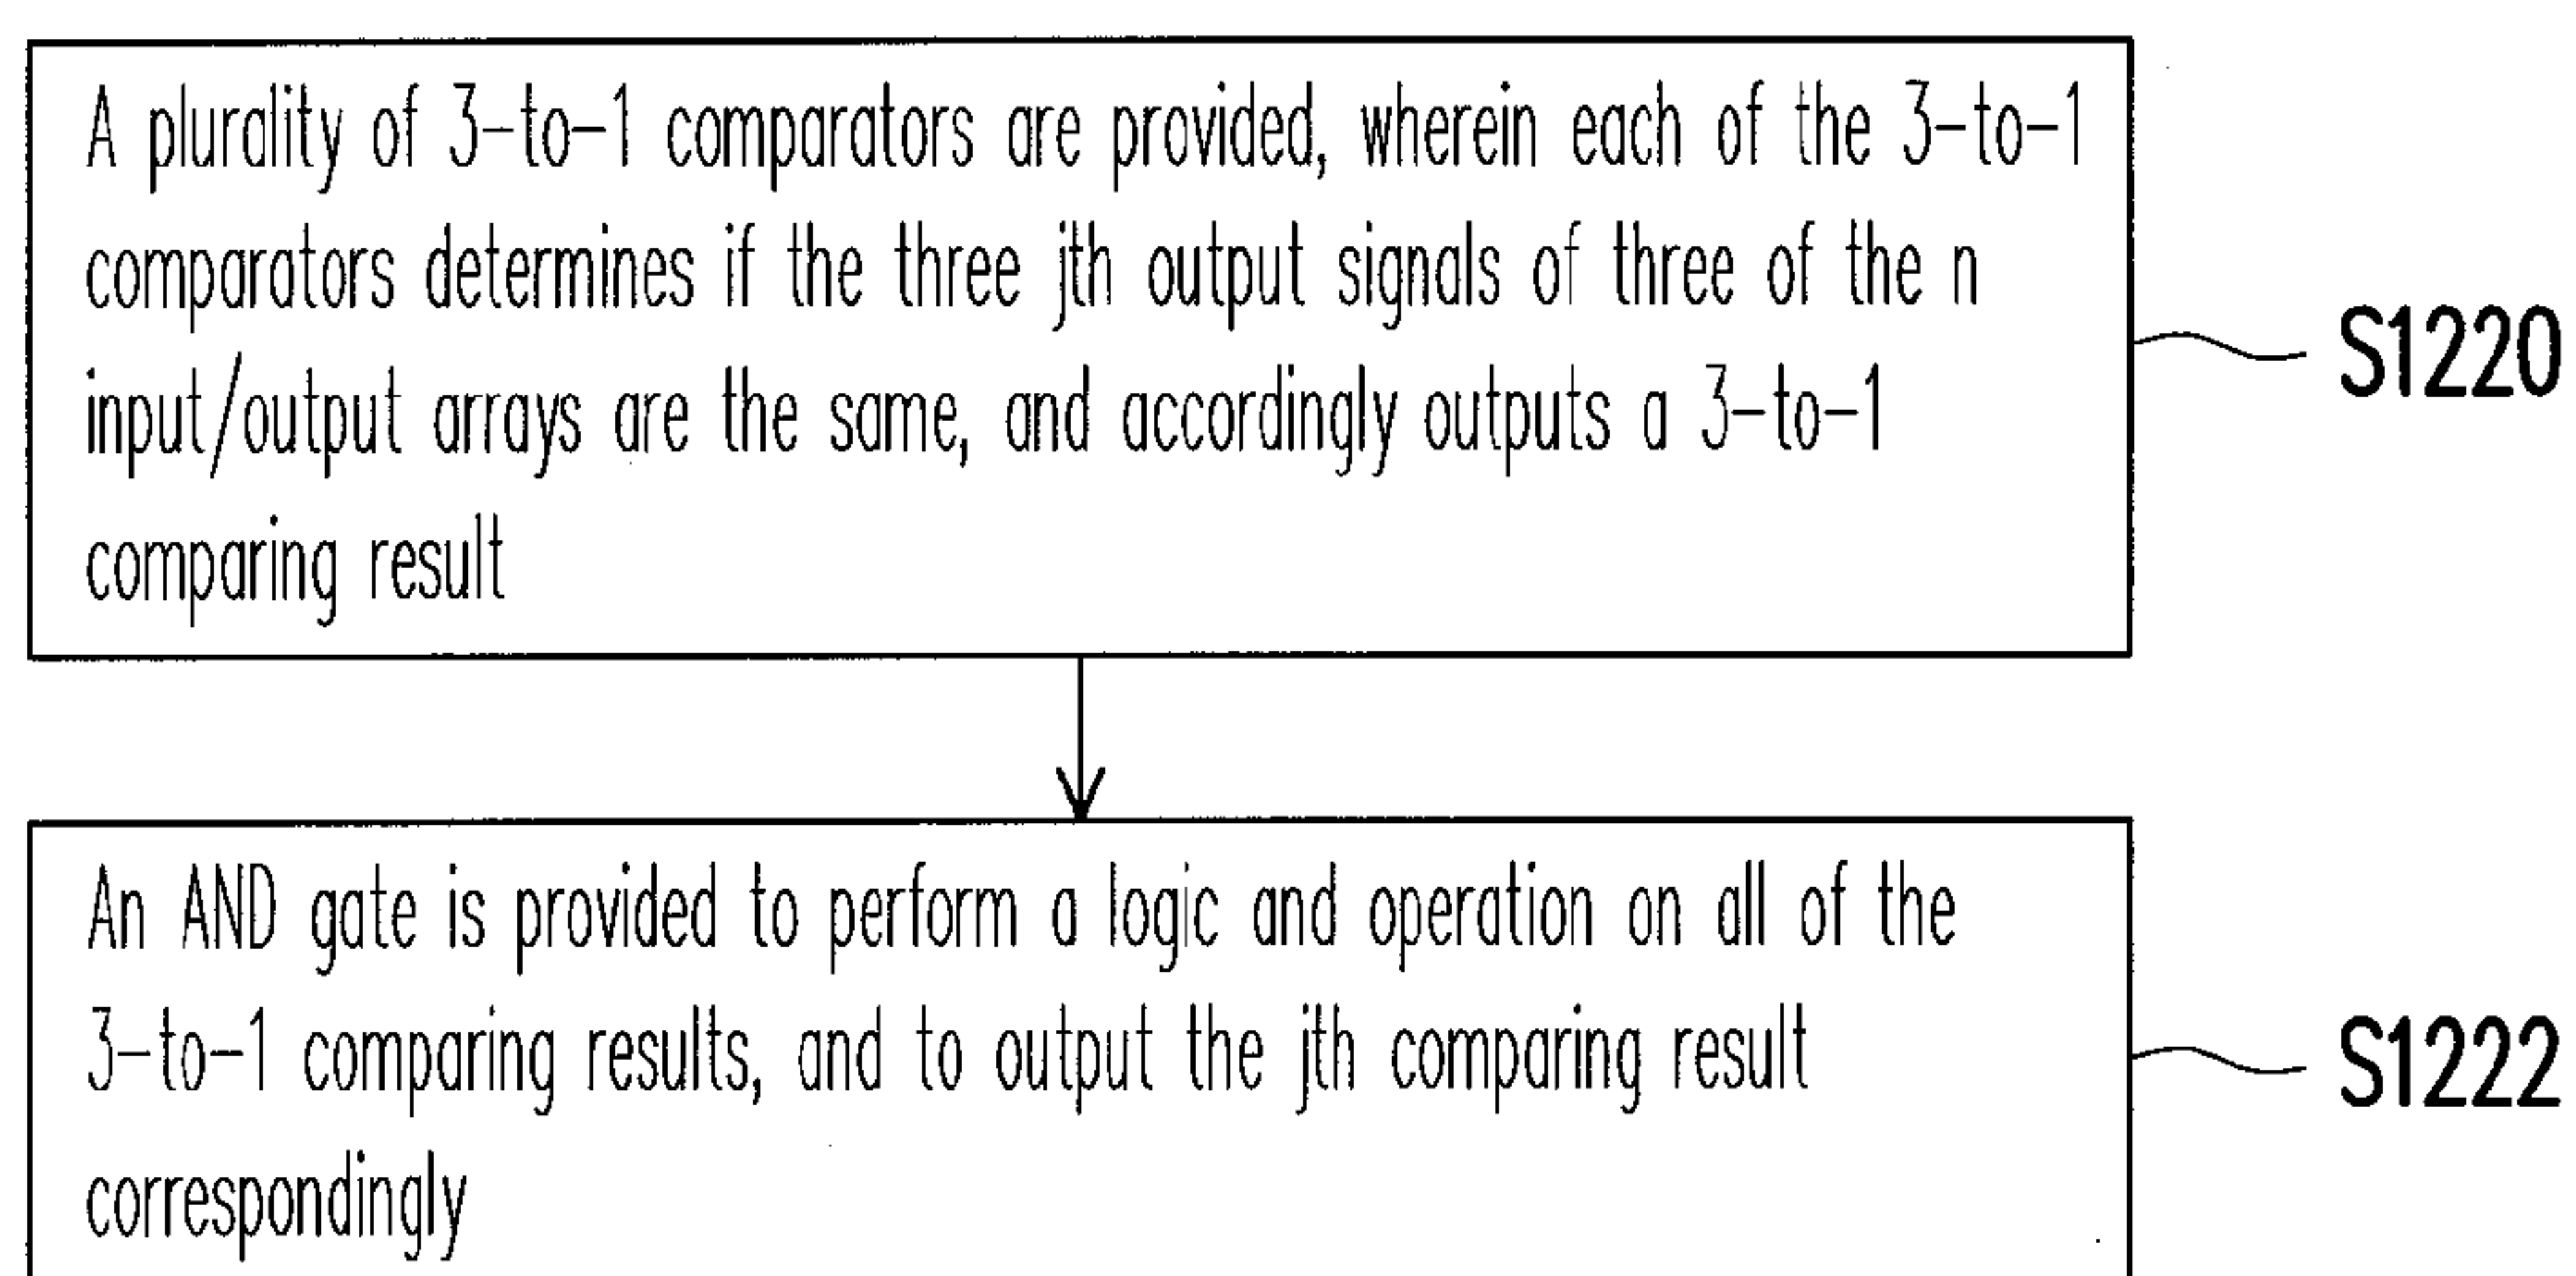 A plurality of 3-to-1 comparators are provided, wherein each of the 3-to-1
comparators determines if the three jth output signals of three of the n
input/output arrays are the same, and accordingly outputs a 3-to-1
comparing result
S1220
An AND gate is provided to perform a logic and operation on all of the
3-to-1 comparing results, and to output the jth comparing result
correspondingly
S1222